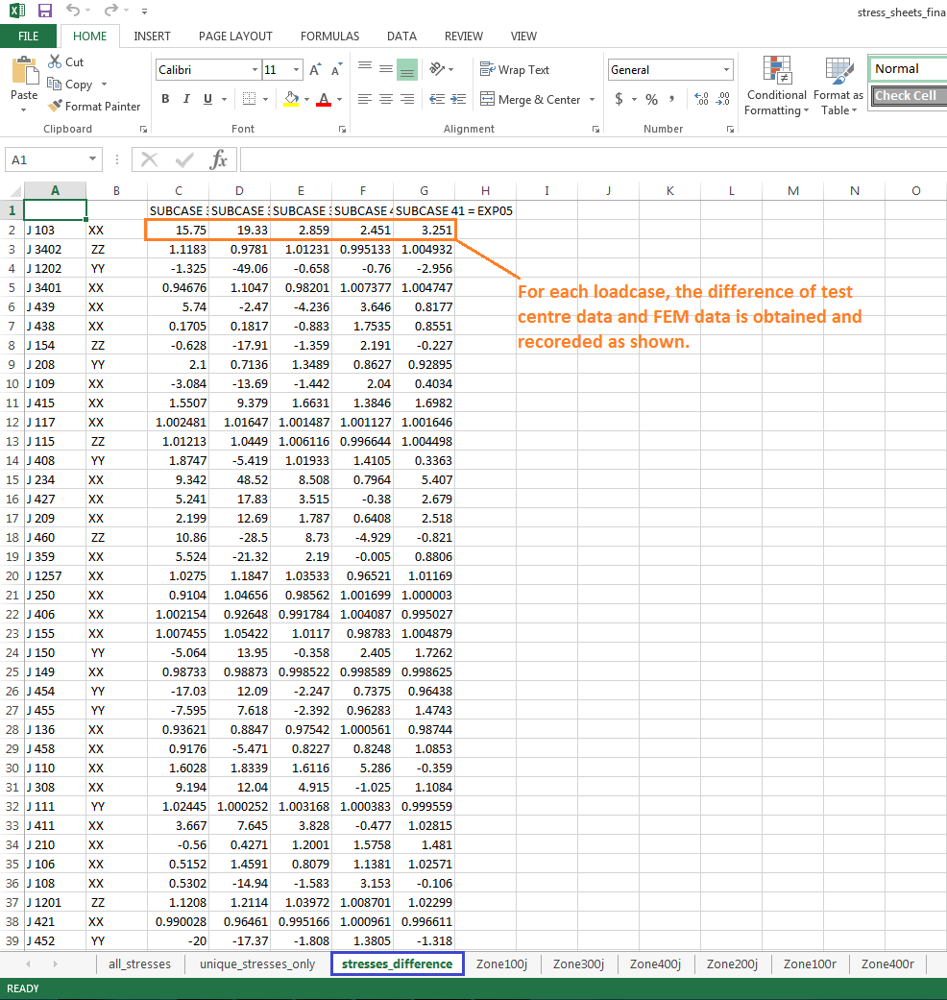 stress_sheets_fina
FILE HOME INSERT PAGE LAYOUT FORMULAS DATA REVIEW VIEW
Cut
Copy
Format Painter
Paste
Clipboard
Calibri 11
B I U A
Font
Wrap Text
Merge & Center
Alignment
General
$ % ,
Number
Conditional Formatting
Format as Table
Normal
Check Cell
A1 fx
A B C D E F G H I J K L M N O
1 SUBCASE 3 SUBCASE 3 SUBCASE 3 SUBCASE 4 SUBCASE 41 = EXP05
2 J 103 XX 15.75 19.33 2.859 2.451 3.251
3 J 3402 ZZ 1.1183 0.9781 1.01231 0.995133 1.004932
4 J 1202 YY -1.325 -49.06 -0.658 -0.76 -2.956
5 J 3401 XX 0.94676 1.1047 0.98201 1.007377 1.004747
6 J 439 XX 5.74 -2.47 -4.236 3.646 0.8177
7 J 438 XX 0.1705 0.1817 -0.883 1.7535 0.8551
8 J 154 ZZ -0.628 -17.91 -1.359 2.191 -0.227
9 J 208 YY 2.1 0.7136 1.3489 0.8627 0.92895
10 J 109 XX -3.084 -13.69 -1.442 2.04 0.4034
11 J 415 XX 1.5507 9.379 1.6631 1.3846 1.6982
12 J 117 XX 1.002481 1.01647 1.001487 1.001127 1.001646
13 J 115 ZZ 1.01213 1.0449 1.006116 0.996644 1.004498
14 J 408 YY 1.8747 -5.419 1.01933 1.4105 0.3363
15 J 234 XX 9.342 48.52 8.508 0.7964 5.407
16 J 427 XX 5.241 17.83 3.515 -0.38 2.679
17 J 209 XX 2.199 12.69 1.787 0.6408 2.518
18 J 460 ZZ 10.86 -28.5 8.73 -4.929 -0.821
19 J 359 XX 5.524 -21.32 2.19 -0.005 0.8806
20 J 1257 XX 1.0275 1.1847 1.03533 0.96521 1.01169
21 J 250 XX 0.9104 1.04656 0.98562 1.001699 1.000003
22 J 406 XX 1.002154 0.92648 0.991784 1.004087 0.995027
23 J 155 XX 1.007455 1.05422 1.0117 0.98783 1.004879
24 J 150 YY -5.064 13.95 -0.358 2.405 1.7262
25 J 149 XX 0.98733 0.98873 0.998522 0.998589 0.998625
26 J 454 YY -17.03 12.09 -2.247 0.7375 0.96438
27 J 455 YY -7.595 7.618 -2.392 0.96283 1.4743
28 J 136 XX 0.93621 0.8847 0.97542 1.000561 0.98744
29 J 458 XX 0.9176 -5.471 0.8227 0.8248 1.0853
30 J 110 XX 1.6028 1.8339 1.6116 5.286 -0.359
31 J 308 XX 9.194 12.04 4.915 -1.025 1.1084
32 J 111 YY 1.02445 1.000252 1.003168 1.000383 0.999559
33 J 411 XX 3.667 7.645 3.828 -0.477 1.02815
34 J 210 XX -0.56 0.4271 1.2001 1.5758 1.481
35 J 106 XX 0.5152 1.4591 0.8079 1.1381 1.02571
36 J 108 XX 0.5302 -14.94 -1.583 3.153 -0.106
37 J 1201 ZZ 1.1208 1.2114 1.03972 1.008701 1.02299
38 J 421 XX 0.990028 0.96461 0.995166 1.000961 0.996611
39 J 452 YY -20 -17.37 -1.808 1.3805 -1.318
For each loadcase, the difference of test
centre data and FEM data is obtained and
recoreded as shown.
all_stresses unique_stresses_only stresses_difference Zone100j Zone300j Zone400j Zone200j Zone100r Zone400r
READY